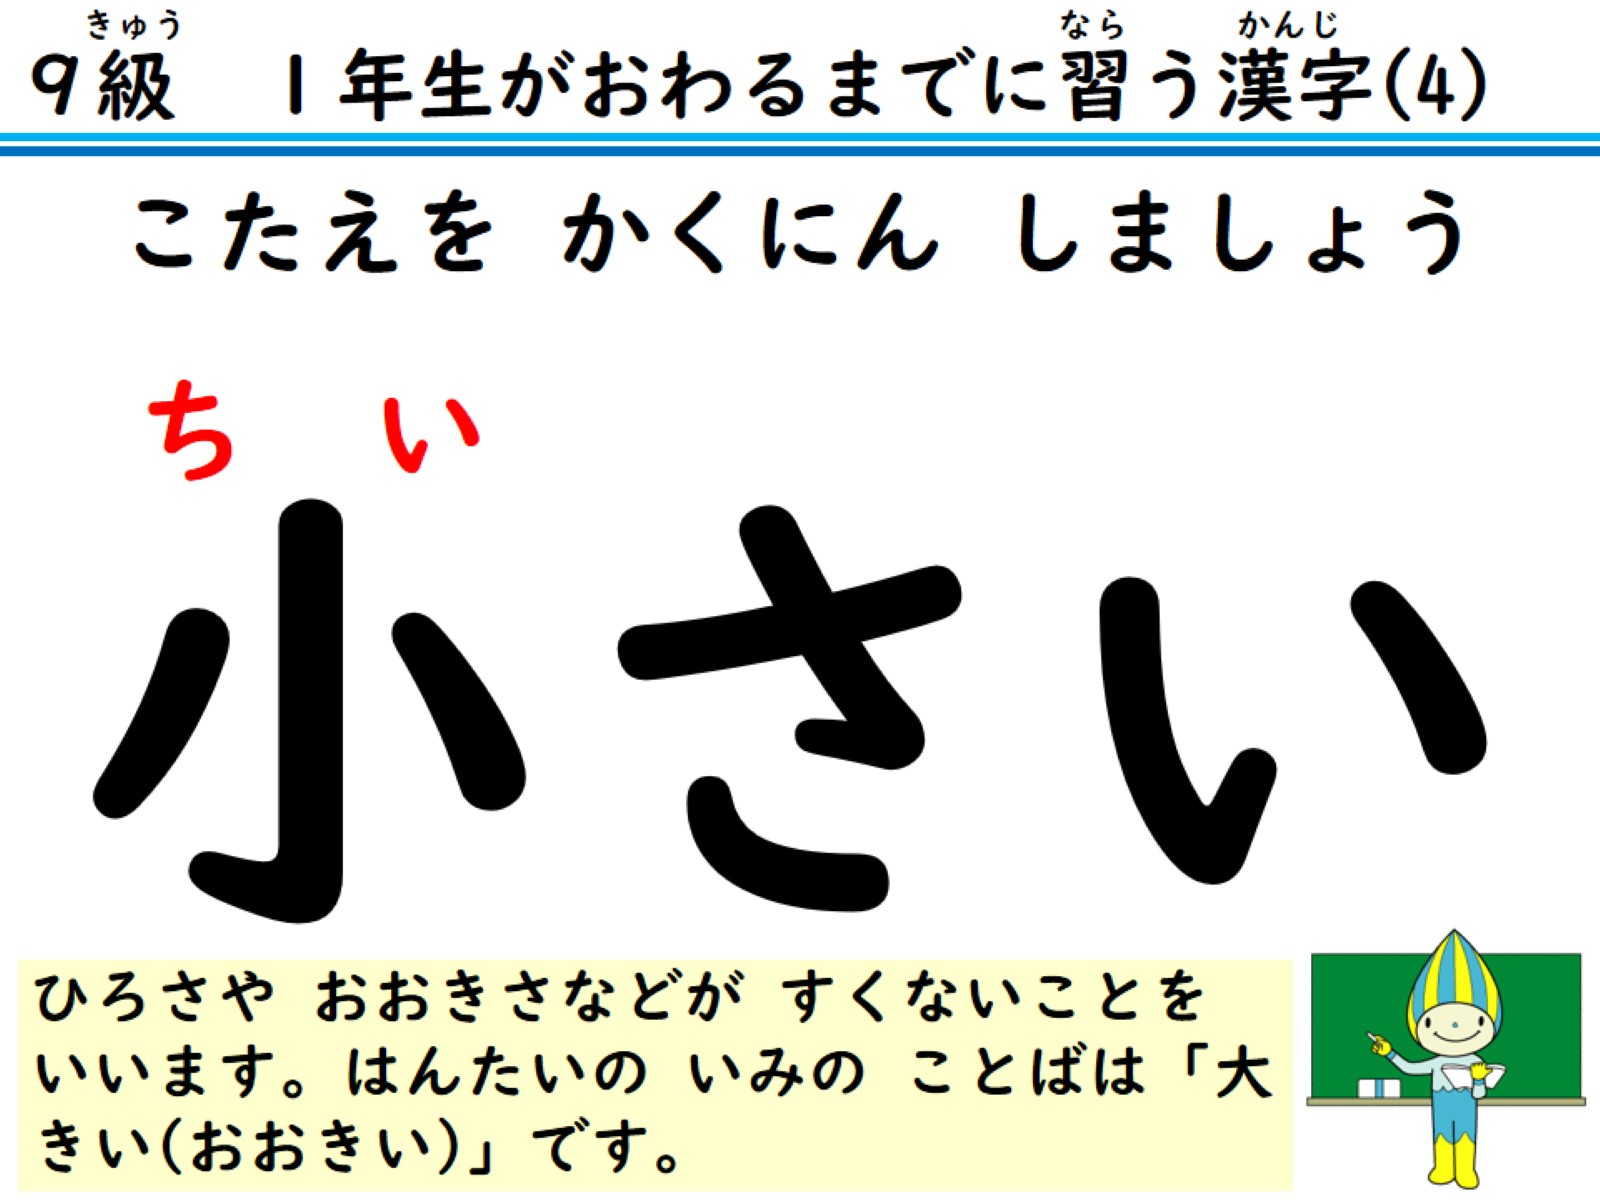 きゅう なら かんじ
9級 1年生がおわるまでに習う漢字(4)
こたえを かくにん しましょう
ち い
小さい
ひろさや おおきさなどが すくないことを
いいます。はんたいの いみの ことばは「大
きい(おおきい)」です。